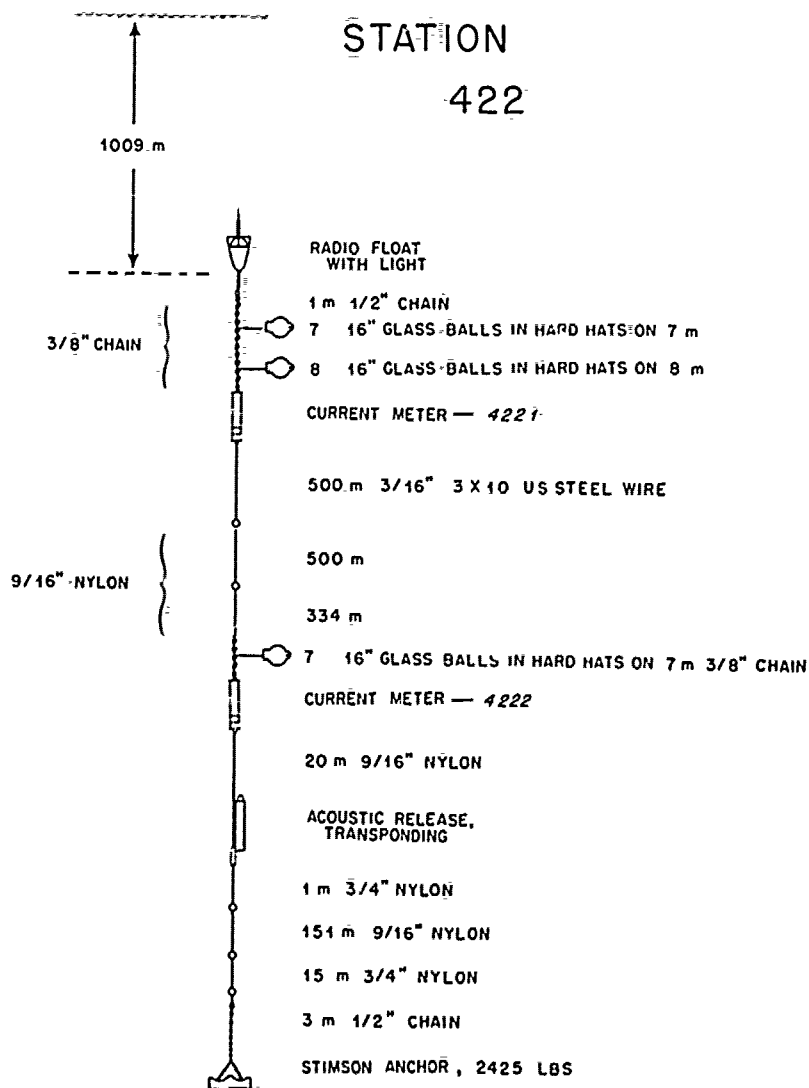 STATION
422
1009 m
RADIO FLOAT
WITH LIGHT
1 m 1/2" CHAIN
7 16" GLASS BALLS IN HARD HATS ON 7 m
3/8" CHAIN
8 16" GLASS BALLS IN HARD HATS ON 8 m
CURRENT METER — 4221
500 m 3/16" 3 X 10 US STEEL WIRE
500 m
9/16" NYLON
334 m
7 16" GLASS BALLS IN HARD HATS ON 7 m 3/8" CHAIN
CURRENT METER — 4222
20 m 9/16" NYLON
ACOUSTIC RELEASE,
TRANSPONDING
1 m 3/4" NYLON
151 m 9/16" NYLON
15 m 3/4" NYLON
3 m 1/2" CHAIN
STIMSON ANCHOR, 2425 LBS